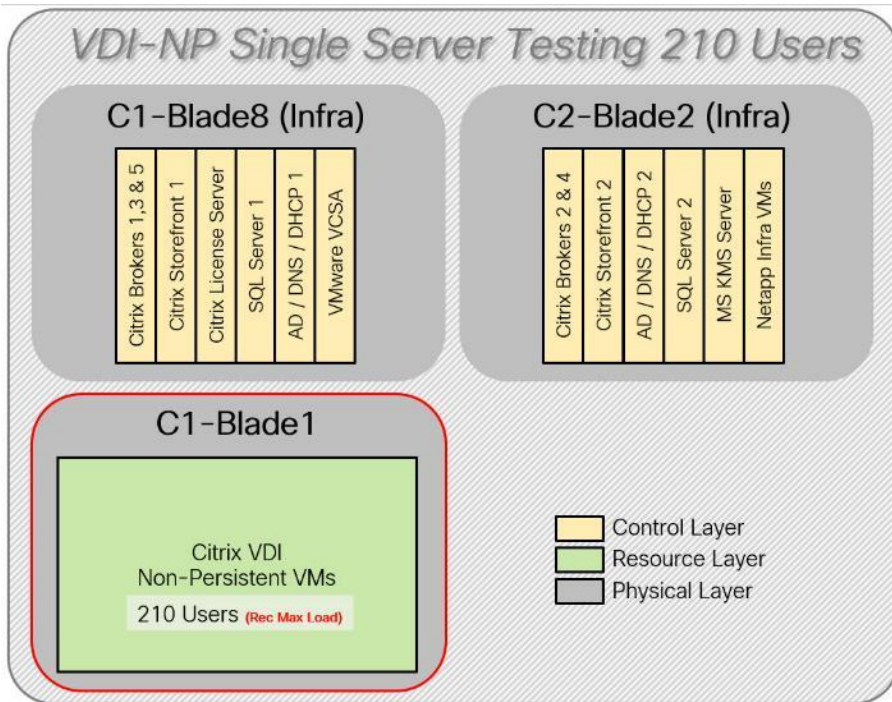 VDI-NP Single Server Testing 210 Users
C1-Blade8 (Infra)
Citrix Brokers 1,3 & 5
Citrix Storefront 1
Citrix License Server
SQL Server 1
AD / DNS / DHCP 1
VMware VCSA
C2-Blade2 (Infra)
Citrix Brokers 2 & 4
Citrix Storefront 2
AD / DNS / DHCP 2
SQL Server 2
MS KMS Server
Netapp Infra VMs
C1-Blade1
Citrix VDI
Non-Persistent VMs
210 Users (Rec Max Load)
Control Layer
Resource Layer
Physical Layer